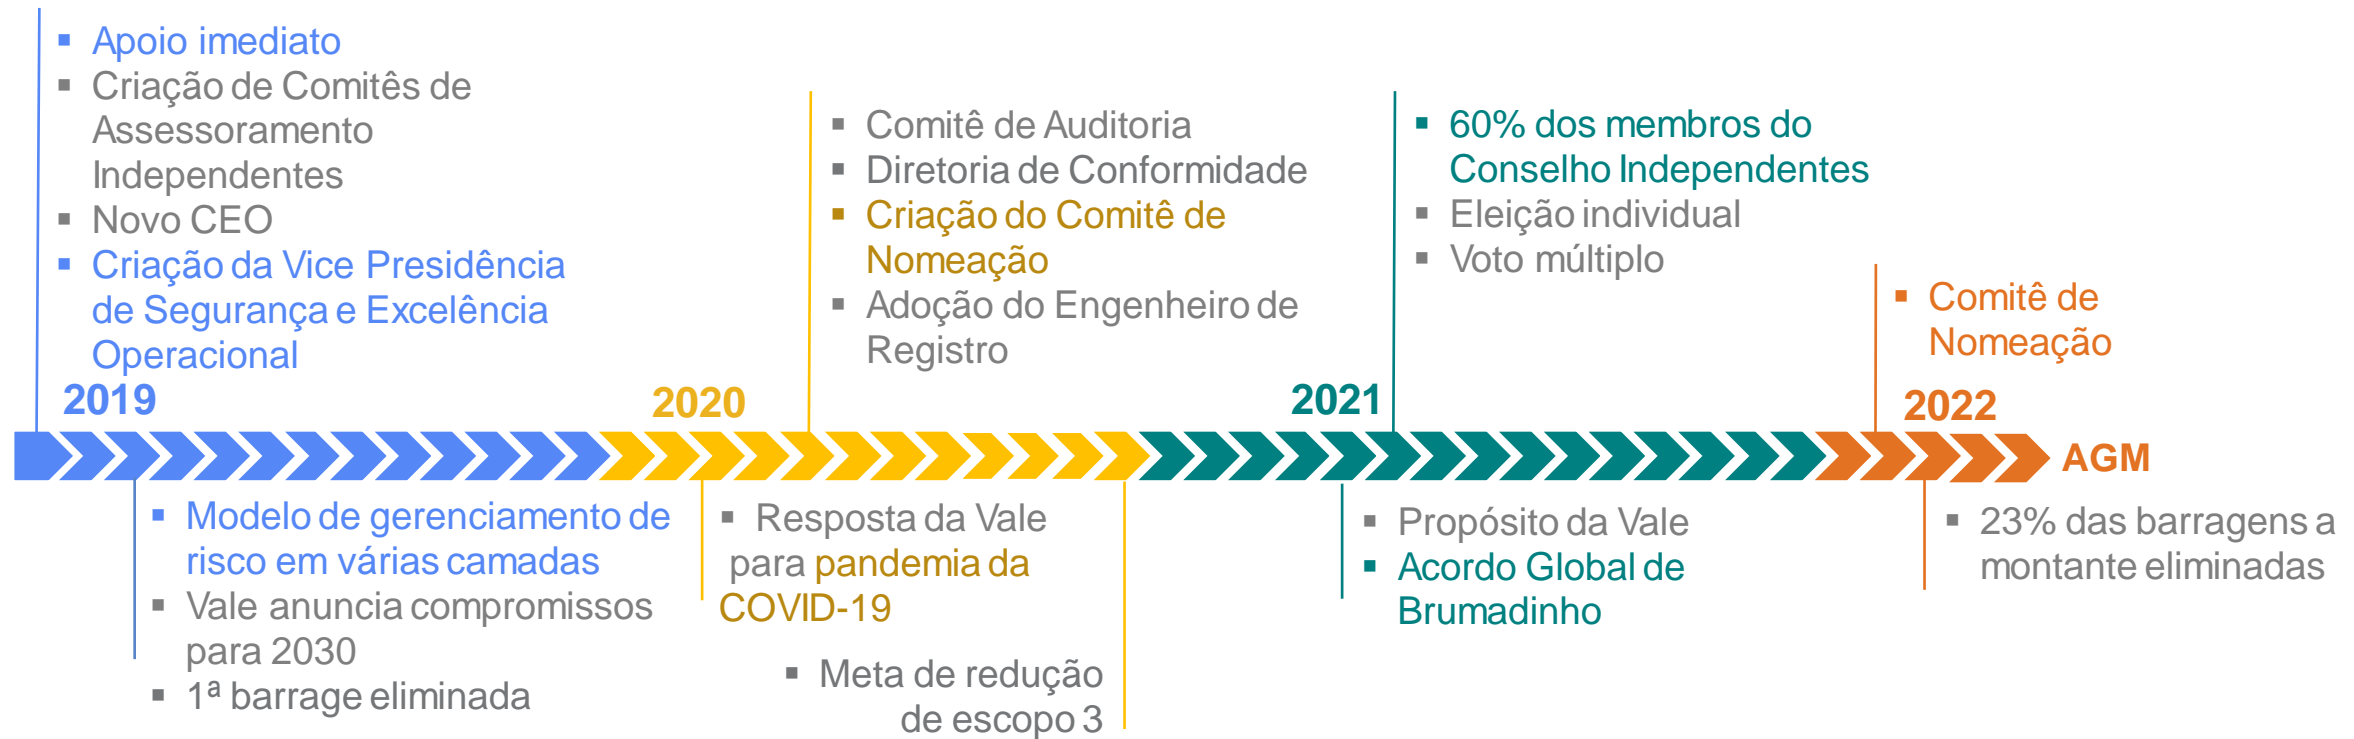 ▪ Apoio imediato
▪ Criação de Comitês de
Assessoramento
Independentes
▪ Novo CEO
▪ Criação da Vice Presidência
de Segurança e Excelência
Operacional
2019
▪ Modelo de gerenciamento de
risco em várias camadas
▪ Vale anuncia compromissos
para 2030
▪ 1ª barrage eliminada
▪ Comitê de Auditoria
▪ Diretoria de Conformidade
▪ Criação do Comitê de
Nomeação
▪ Adoção do Engenheiro de
Registro
2020
▪ Resposta da Vale
para pandemia da
COVID-19
▪ Meta de redução
de escopo 3
▪ 60% dos membros do
Conselho Independentes
▪ Eleição individual
▪ Voto múltiplo
2021
▪ Propósito da Vale
▪ Acordo Global de
Brumadinho
▪ Comitê de
Nomeação
2022
AGM
▪ 23% das barragens a
montante eliminadas